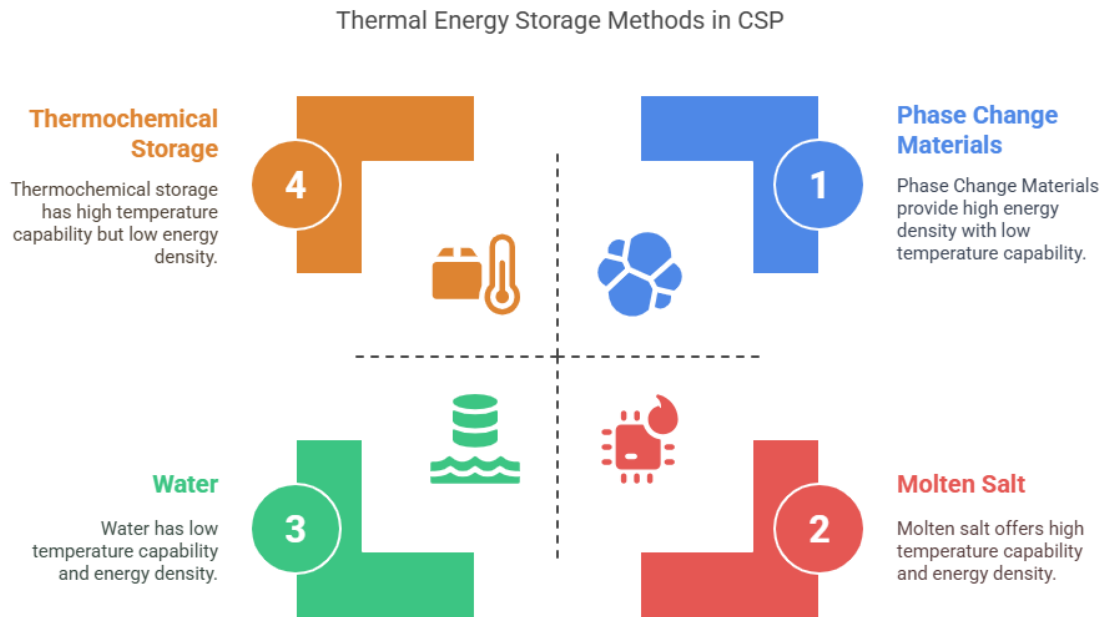 Thermal Energy Storage Methods in CSP
Thermochemical
Storage
4
Thermochemical storage
has high temperature
capability but low energy
density.
1
Phase Change
Materials
Phase Change Materials
provide high energy
density with low
temperature capability.
Water
3
Water has low
temperature capability
and energy density.
2
Molten Salt
Molten salt offers high
temperature capability
and energy density.